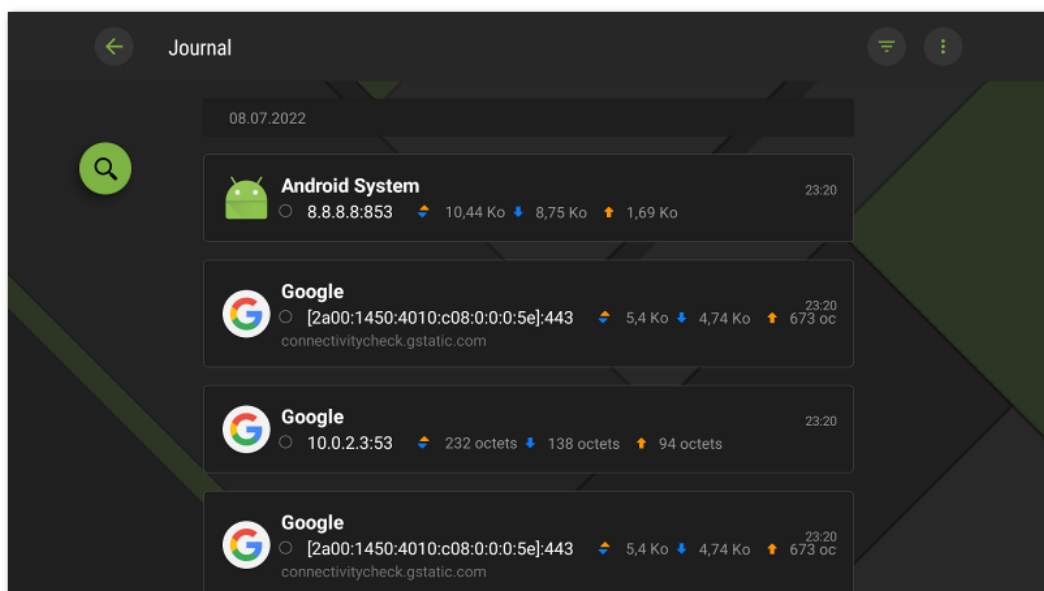 Journal
08.07.2022
Android System
23:20
8.8.8.8:853 10,44 Ko 8,75 Ko 1,69 Ko
Google
23:20
[2a00:1450:4010:c08:0:0:0:5e]:443 5,4 Ko 4,74 Ko 673 oc
connectivitycheck.gstatic.com
Google
23:20
10.0.2.3:53 232 octets 138 octets 94 octets
Google
23:20
[2a00:1450:4010:c08:0:0:0:5e]:443 5,4 Ko 4,74 Ko 673 oc
connectivitycheck.gstatic.com